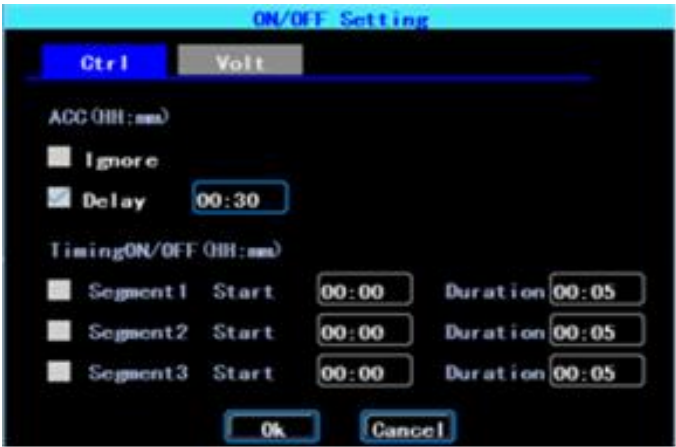 ON/OFF Setting
Ctrl Volt
ACC(HH:mm)
Ignore
Delay 00:30
TimingON/OFF(HH:mm)
Segment1 Start 00:00 Duration 00:05
Segment2 Start 00:00 Duration 00:05
Segment3 Start 00:00 Duration 00:05
Ok Cancel